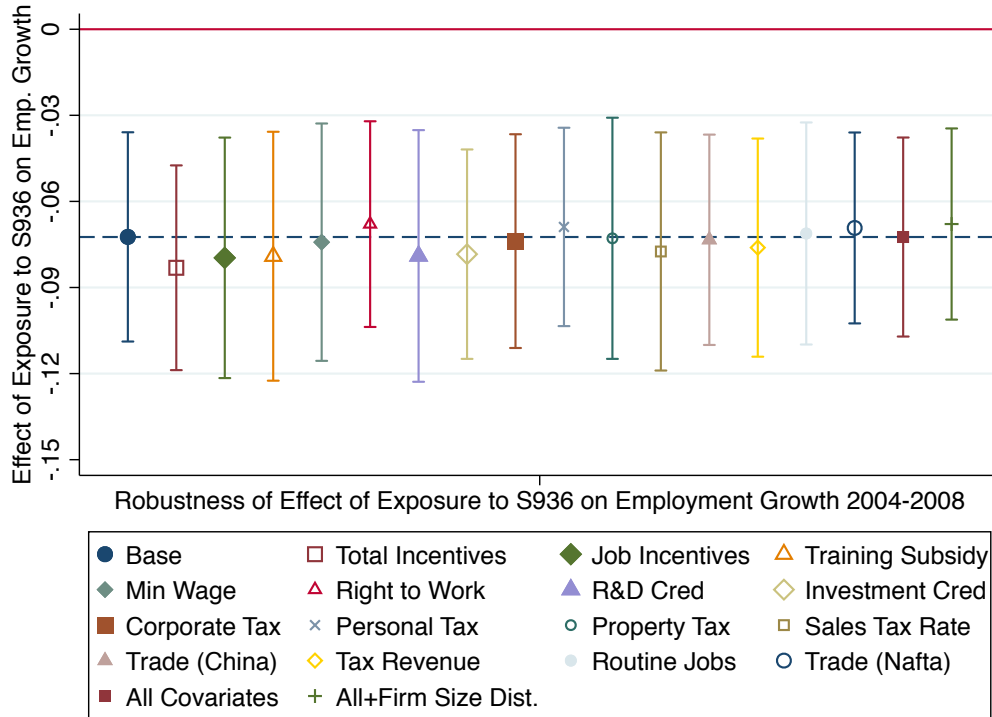 Effect of Exposure to S936 on Emp. Growth
0
-.03
-.06
-.09
-.12
-.15
Robustness of Effect of Exposure to S936 on Employment Growth 2004-2008
Base Total Incentives Job Incentives Training Subsidy
Min Wage Right to Work R&D Cred Investment Cred
Corporate Tax Personal Tax Property Tax Sales Tax Rate
Trade (China) Tax Revenue Routine Jobs Trade (Nafta)
All Covariates All+Firm Size Dist.